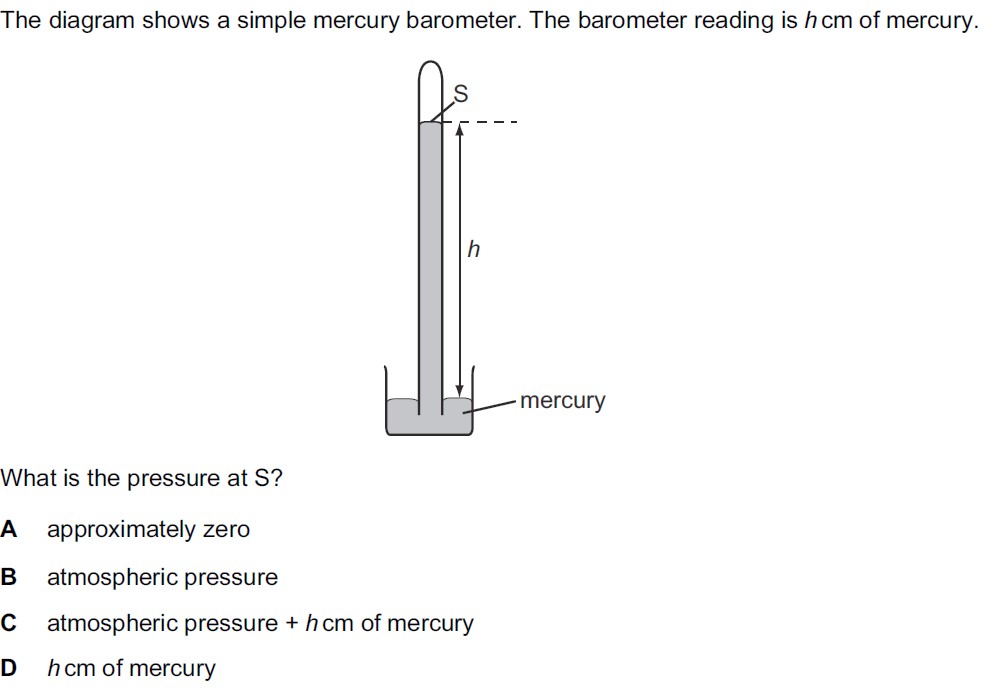 The diagram shows a simple mercury barometer. The barometer reading is h cm of mercury.
S
h
mercury
What is the pressure at S?
A approximately zero
B atmospheric pressure
C atmospheric pressure + h cm of mercury
D h cm of mercury